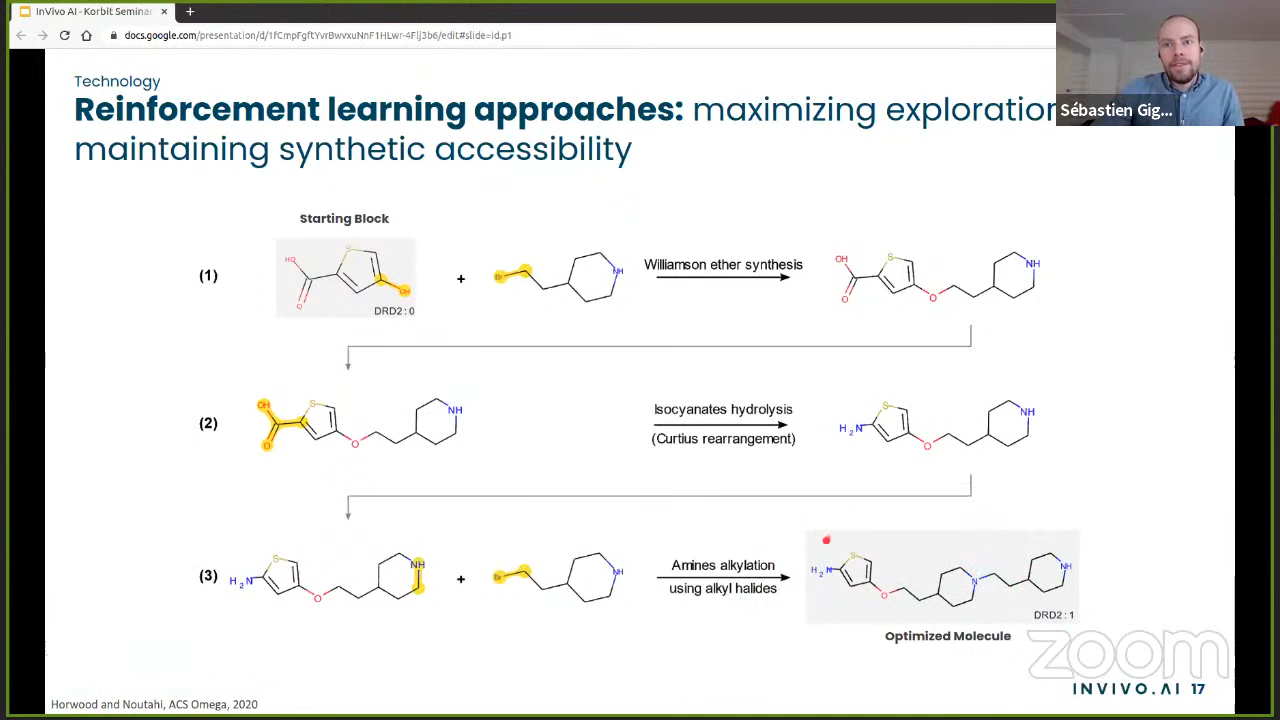 InVivo AI - Korbit Seminar
docs.google.com/presentation/d/1fCmpFgftYvrBwvxuNnF1HLwr-4Flj3b6/edit#slide=id.p1
Sébastien Gig...
Technology
Reinforcement learning approaches: maximizing exploration
maintaining synthetic accessibility
Starting Block
(1)
HO
O
S
OH
DRD2: 0
+
Br
NH
Williamson ether synthesis
OH
O
S
O
NH
(2)
OH
O
S
O
NH
Isocyanates hydrolysis
(Curtius rearrangement)
H2N
S
O
NH
(3)
H2N
S
O
NH
+
Br
NH
Amines alkylation
using alkyl halides
H2N
S
O
N
NH
DRD2: 1
Optimized Molecule
zoom
INVIVO.AI 17
Horwood and Noutahi, ACS Omega, 2020